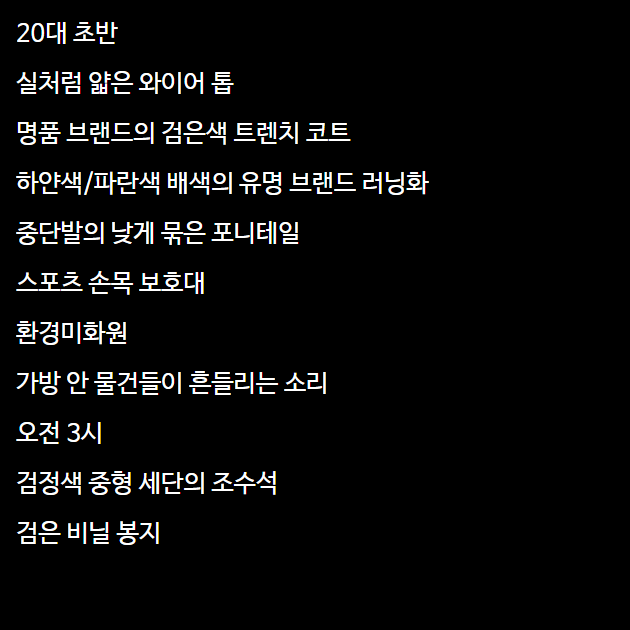 20대 초반
실처럼 얇은 와이어 톱
명품 브랜드의 검은색 트렌치 코트
하얀색/파란색 배색의 유명 브랜드 러닝화
중단발의 낮게 묶은 포니테일
스포츠 손목 보호대
환경미화원
가방 안 물건들이 흔들리는 소리
오전 3시
검정색 중형 세단의 조수석
검은 비닐 봉지